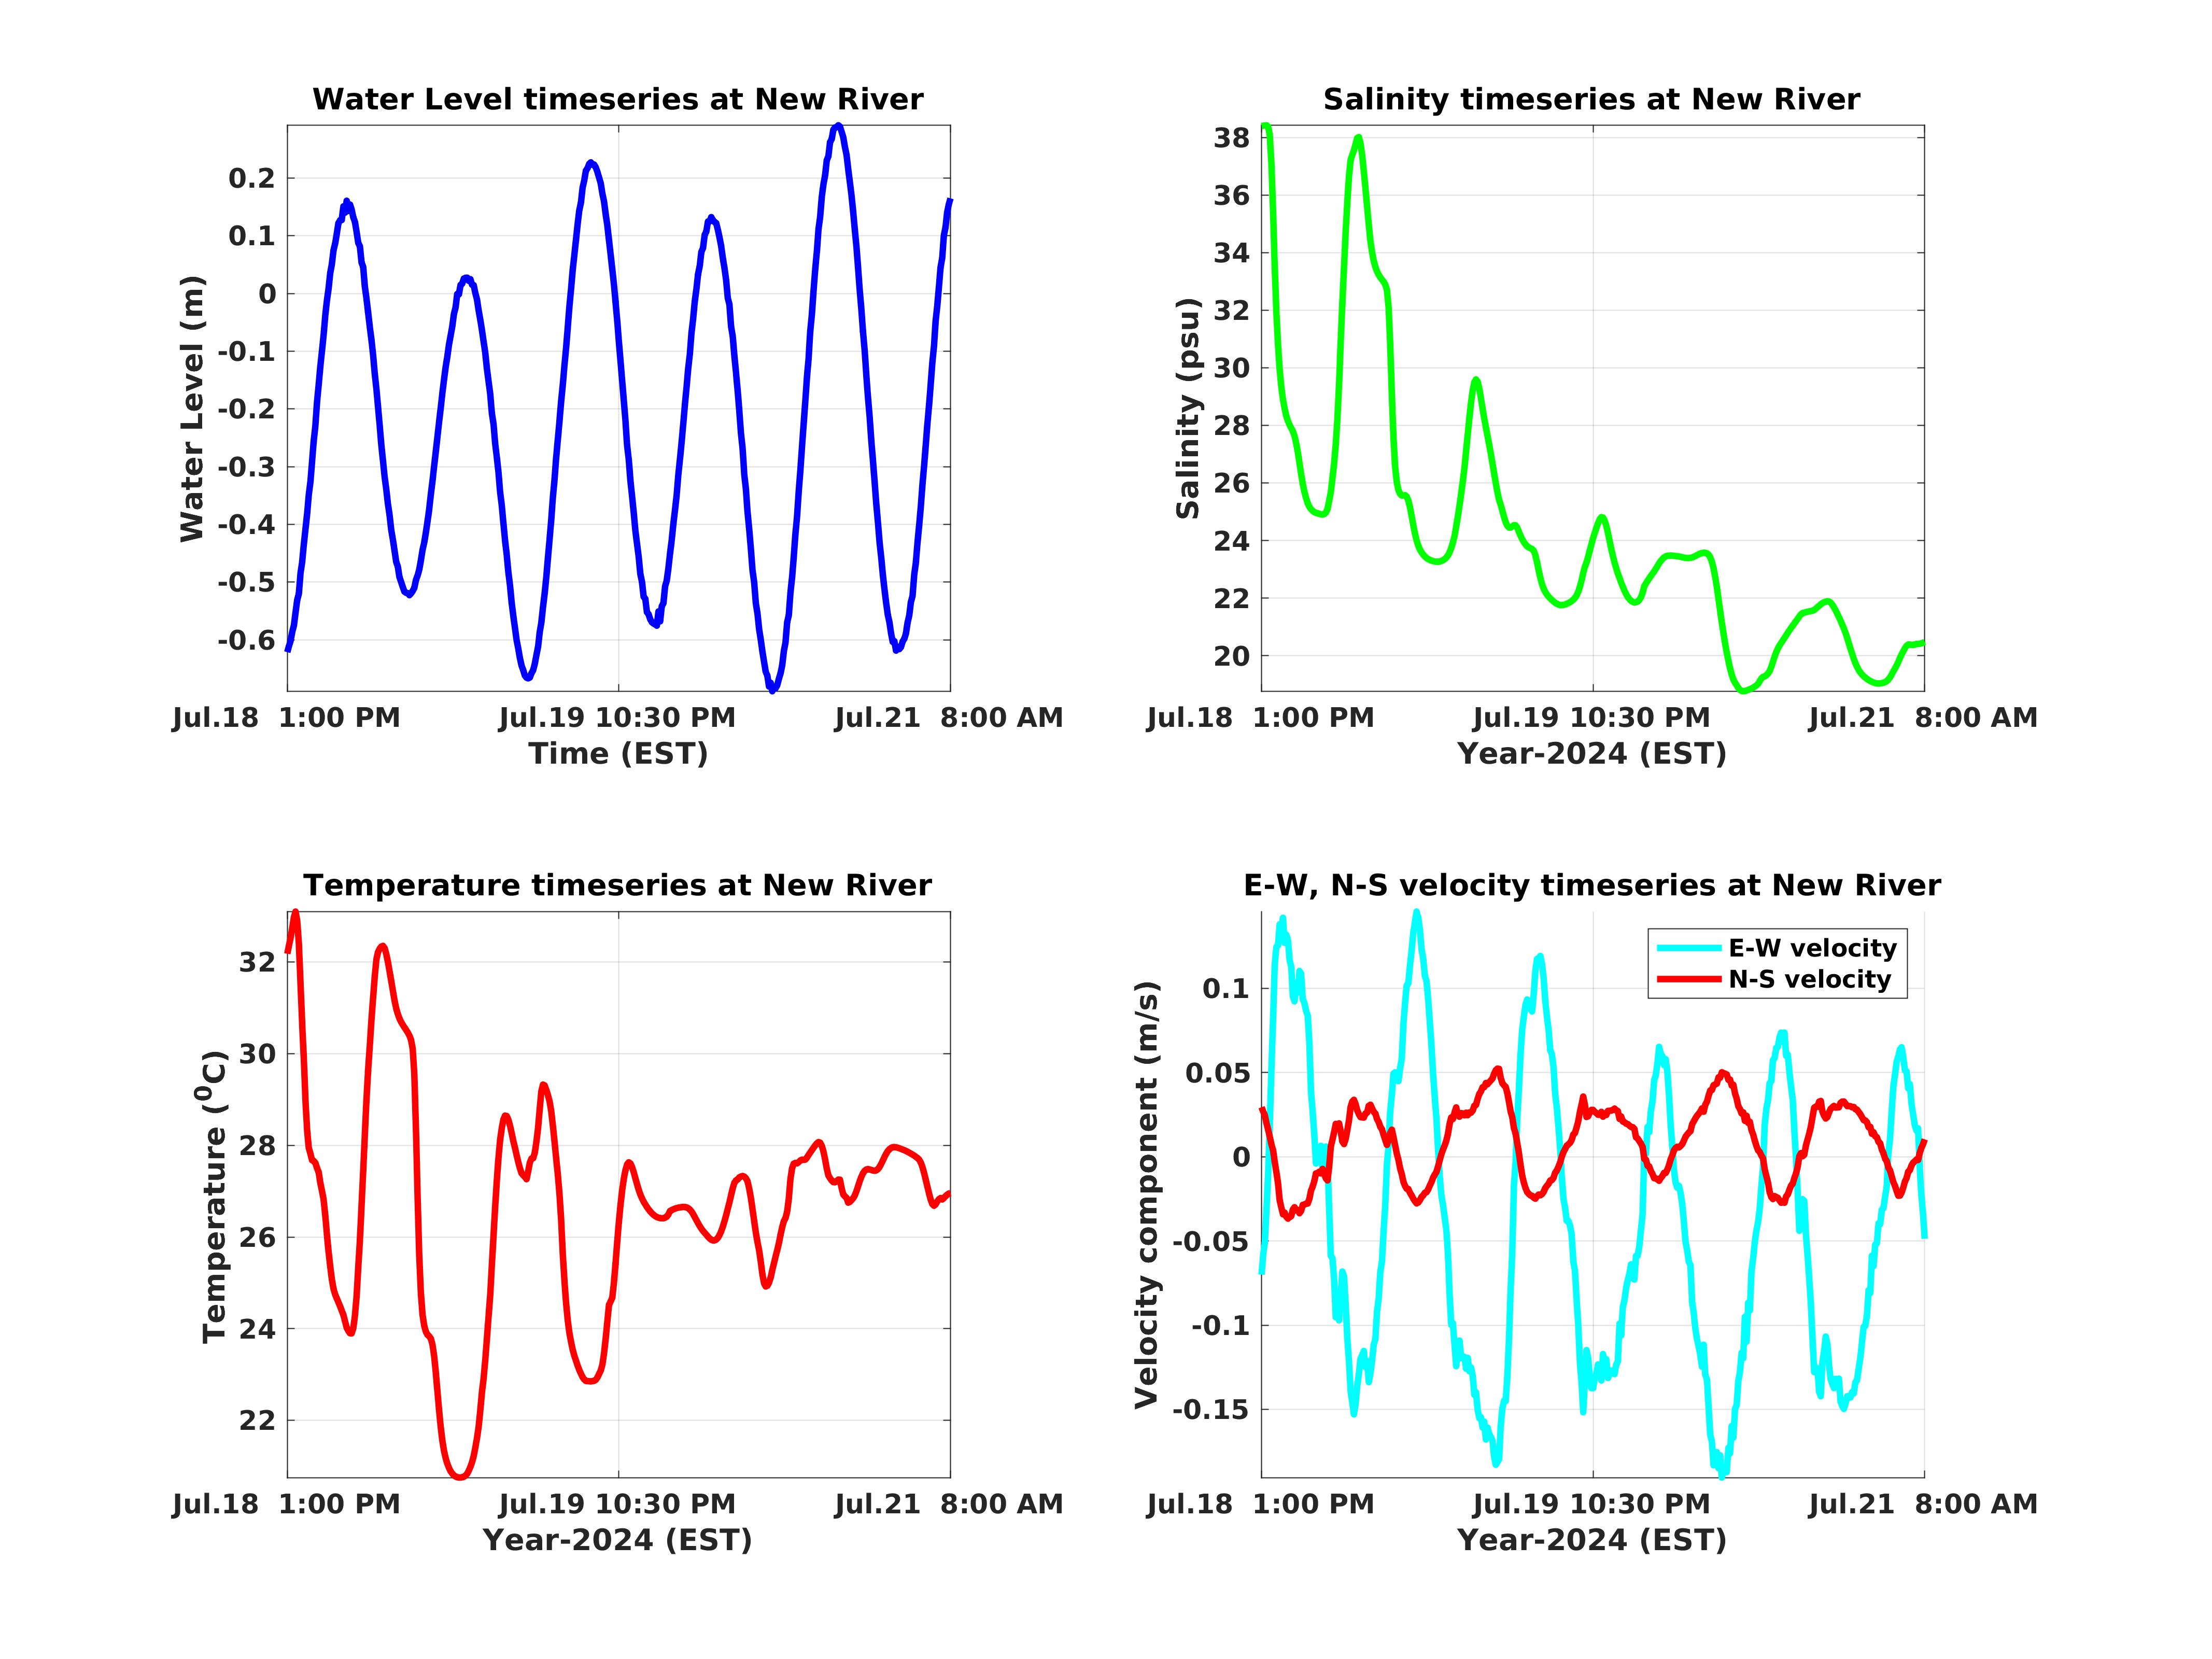 Water Level timeseries at New River
Water Level (m)
0.2
0.1
0
-0.1
-0.2
-0.3
-0.4
-0.5
-0.6
Jul.18 1:00 PM
Jul.19 10:30 PM
Jul.21 8:00 AM
Time (EST)
Salinity timeseries at New River
Salinity (psu)
38
36
34
32
30
28
26
24
22
20
Jul.18 1:00 PM
Jul.19 10:30 PM
Jul.21 8:00 AM
Year-2024 (EST)
Temperature timeseries at New River
Temperature (⁰C)
32
30
28
26
24
22
Jul.18 1:00 PM
Jul.19 10:30 PM
Jul.21 8:00 AM
Year-2024 (EST)
E-W, N-S velocity timeseries at New River
Velocity component (m/s)
E-W velocity
N-S velocity
0.1
0.05
0
-0.05
-0.1
-0.15
Jul.18 1:00 PM
Jul.19 10:30 PM
Jul.21 8:00 AM
Year-2024 (EST)